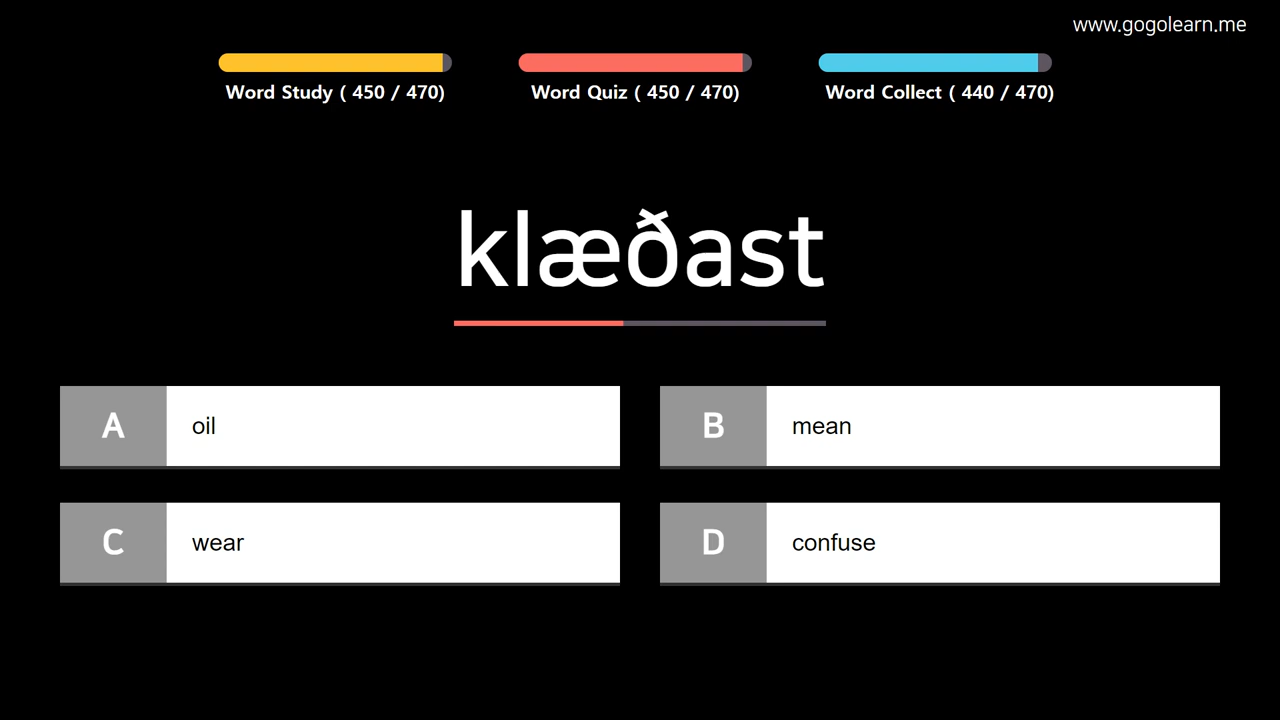 www.gogolearn.me
Word Study ( 450 / 470)
Word Quiz ( 450 / 470)
Word Collect ( 440 / 470)
klæðast
A oil
B mean
C wear
D confuse